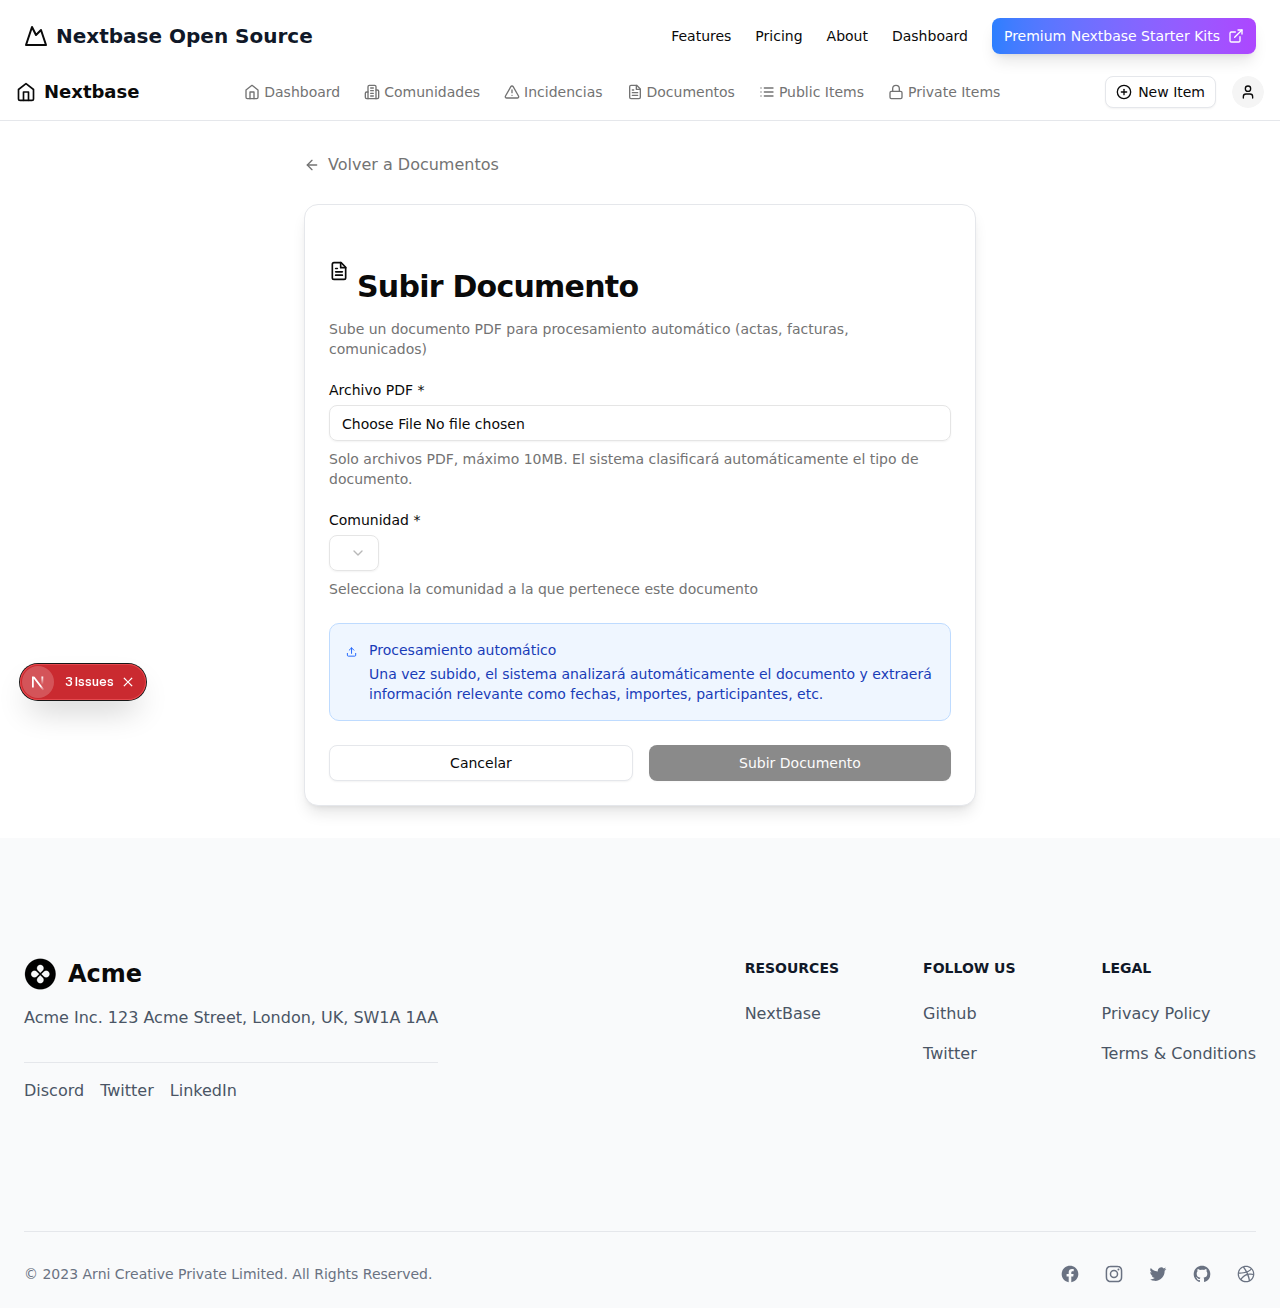 Nextbase Open Source
Features
Pricing
About
Dashboard
Premium Nextbase Starter Kits
Nextbase
Dashboard
Comunidades
Incidencias
Documentos
Public Items
Private Items
New Item
Volver a Documentos
Subir Documento
Sube un documento PDF para procesamiento automático (actas, facturas,
comunicados)
Archivo PDF *
Choose File No file chosen
Solo archivos PDF, máximo 10MB. El sistema clasificará automáticamente el tipo de
documento.
Comunidad *
Selecciona la comunidad a la que pertenece este documento
Procesamiento automático
Una vez subido, el sistema analizará automáticamente el documento y extraerá
información relevante como fechas, importes, participantes, etc.
3 Issues
Cancelar
Subir Documento
Acme
Acme Inc. 123 Acme Street, London, UK, SW1A 1AA
Discord
Twitter
LinkedIn
RESOURCES
NextBase
FOLLOW US
Github
Twitter
LEGAL
Privacy Policy
Terms & Conditions
© 2023 Arni Creative Private Limited. All Rights Reserved.